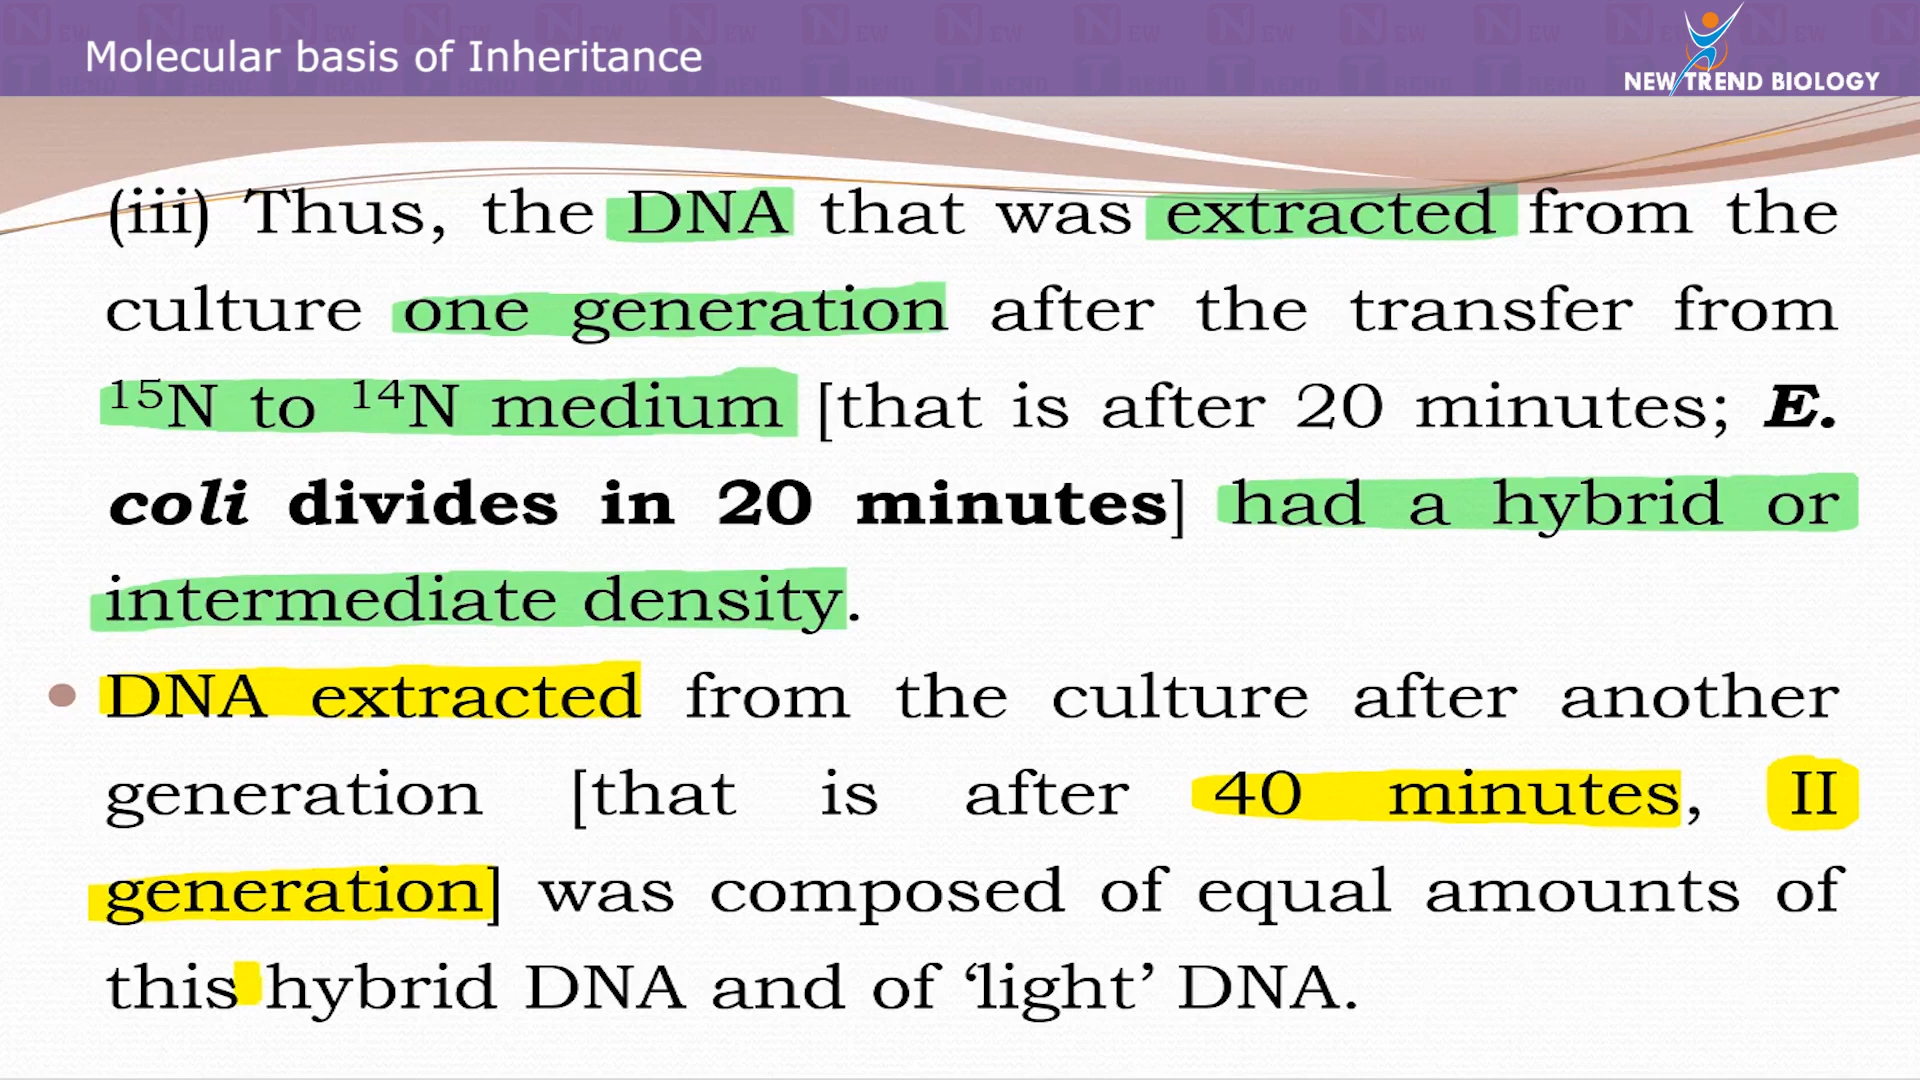 Molecular basis of Inheritance
NEW TREND BIOLOGY
(iii) Thus, the DNA that was extracted from the
culture one generation after the transfer from
¹⁵N to ¹⁴N medium [that is after 20 minutes; E.
coli divides in 20 minutes] had a hybrid or
intermediate density.
• DNA extracted from the culture after another
generation [that is after 40 minutes, II
generation] was composed of equal amounts of
this hybrid DNA and of ‘light’ DNA.